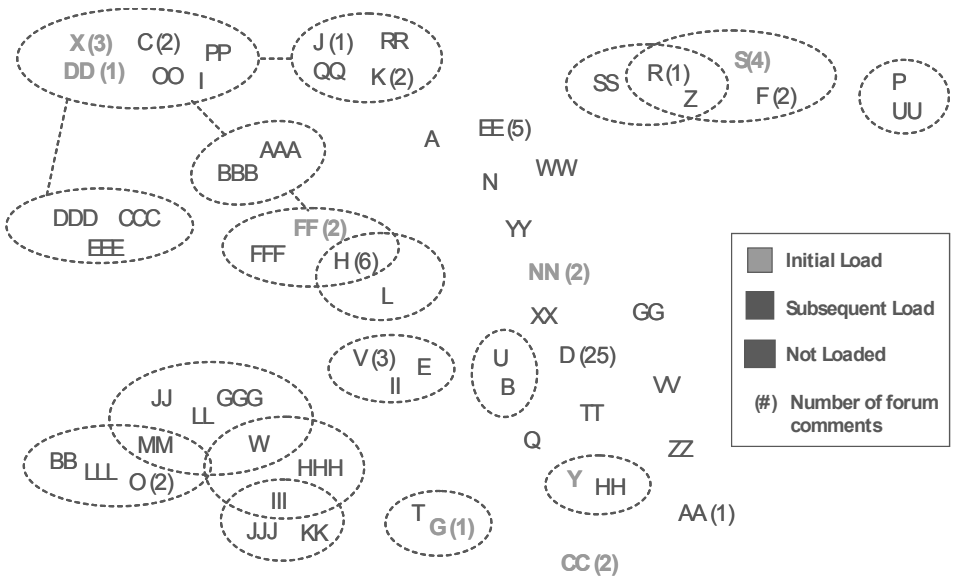 X (3) C (2) PP
DD (1) OO I
J (1) RR
QQ K (2)
SS R (1) S(4)
Z F (2)
P
UU
A EE (5)
AAA
BBB
N WW
DDD CCC
EEE
FF (2)
FFF H (6)
L
YY
NN (2)
XX GG
Initial Load
Subsequent Load
Not Loaded
(#) Number of forum
comments
V (3) E
II
U
B
D (25)
VV
TT
Q ZZ
JJ GGG
LL
MM W
BB LLL O (2)
HHH
III
JJJ KK
T
G (1)
Y HH
AA (1)
CC (2)